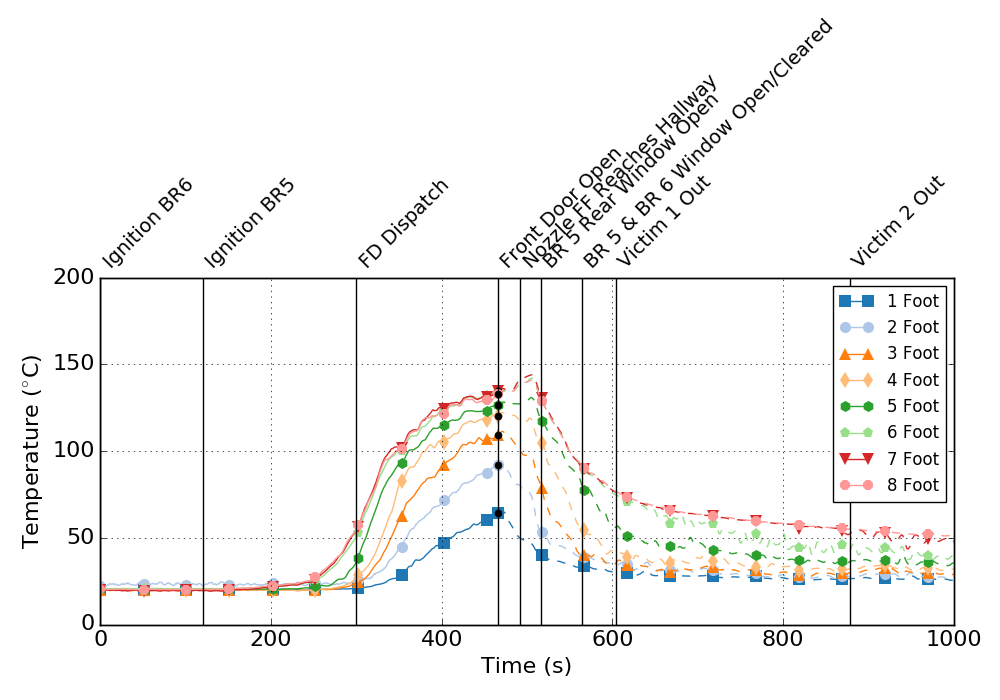 Ignition BR6
Ignition BR5
FD Dispatch
Front Door Open
Nozzle FF Reaches Hallway
BR 5 Rear Window Open
BR 5 & BR 6 Window Open/Cleared
Victim 1 Out
Victim 2 Out
200
150
100
50
0
Temperature (°C)
0
200
400
600
800
1000
Time (s)
1 Foot
2 Foot
3 Foot
4 Foot
5 Foot
6 Foot
7 Foot
8 Foot